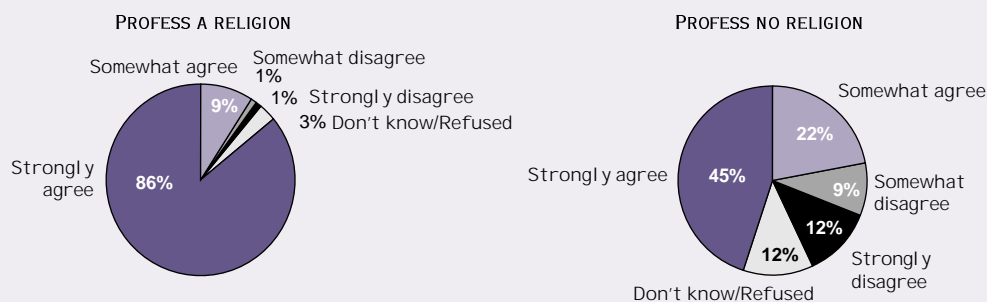 PROFESS A RELIGION
Somewhat agree
Somewhat disagree
1%
9%
1% Strongly disagree
3% Don't know/Refused
Strongly
agree
86%
PROFESS NO RELIGION
Somewhat agree
22%
Strongly agree
45%
9%
Somewhat
disagree
12%
12%
Strongly
disagree
Don't know/Refused